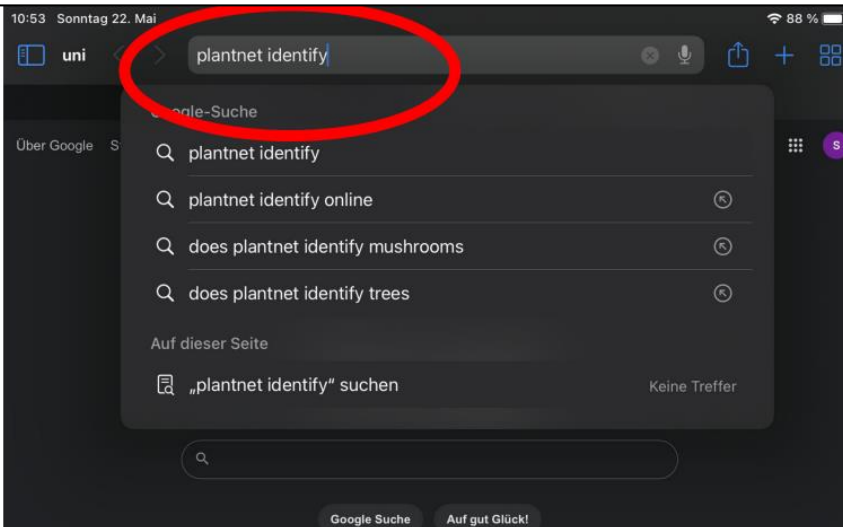 10:53 Sonntag 22. Mai 88 %
uni plantnet identify
Google-Suche
Über Google
plantnet identify
plantnet identify online
does plantnet identify mushrooms
does plantnet identify trees
Auf dieser Seite
„plantnet identify“ suchen Keine Treffer
Google Suche Auf gut Glück!